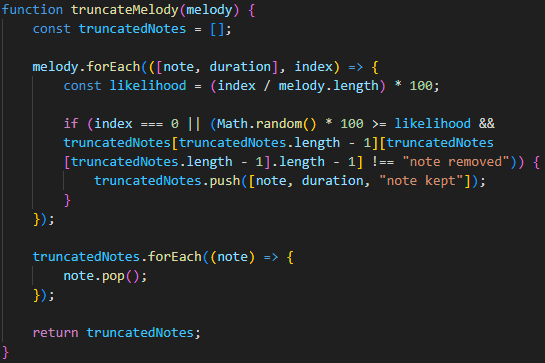 function truncateMelody(melody) {
    const truncatedNotes = [];

    melody.forEach(([note, duration], index) => {
        const likelihood = (index / melody.length) * 100;

        if (index === 0 || (Math.random() * 100 >= likelihood &&
        truncatedNotes[truncatedNotes.length - 1][truncatedNotes
        [truncatedNotes.length - 1].length - 1] !== "note removed")) {
            truncatedNotes.push([note, duration, "note kept"]);
        }
    });

    truncatedNotes.forEach((note) => {
        note.pop();
    });

    return truncatedNotes;
}